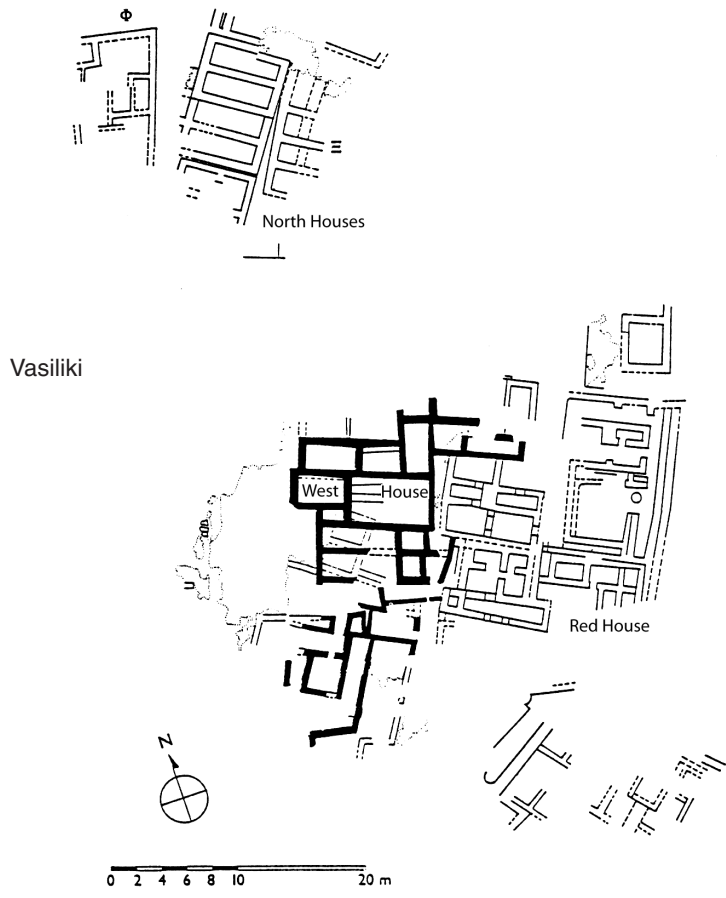 Φ
Ξ
North Houses
Vasiliki
West House
Red House
N
0 2 4 6 8 10 20 m